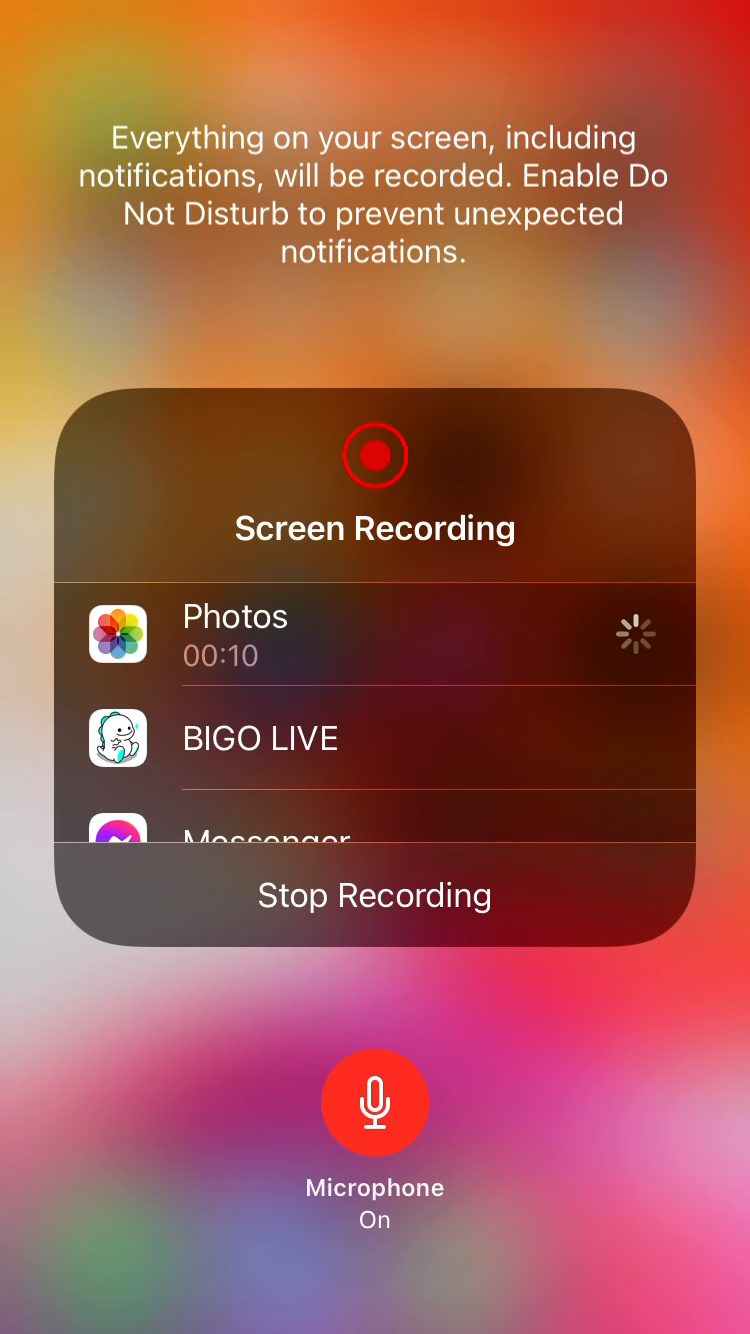 Everything on your screen, including
notifications, will be recorded. Enable Do
Not Disturb to prevent unexpected
notifications.
Screen Recording
Photos
00:10
BIGO LIVE
Messenger
Stop Recording
Microphone
On